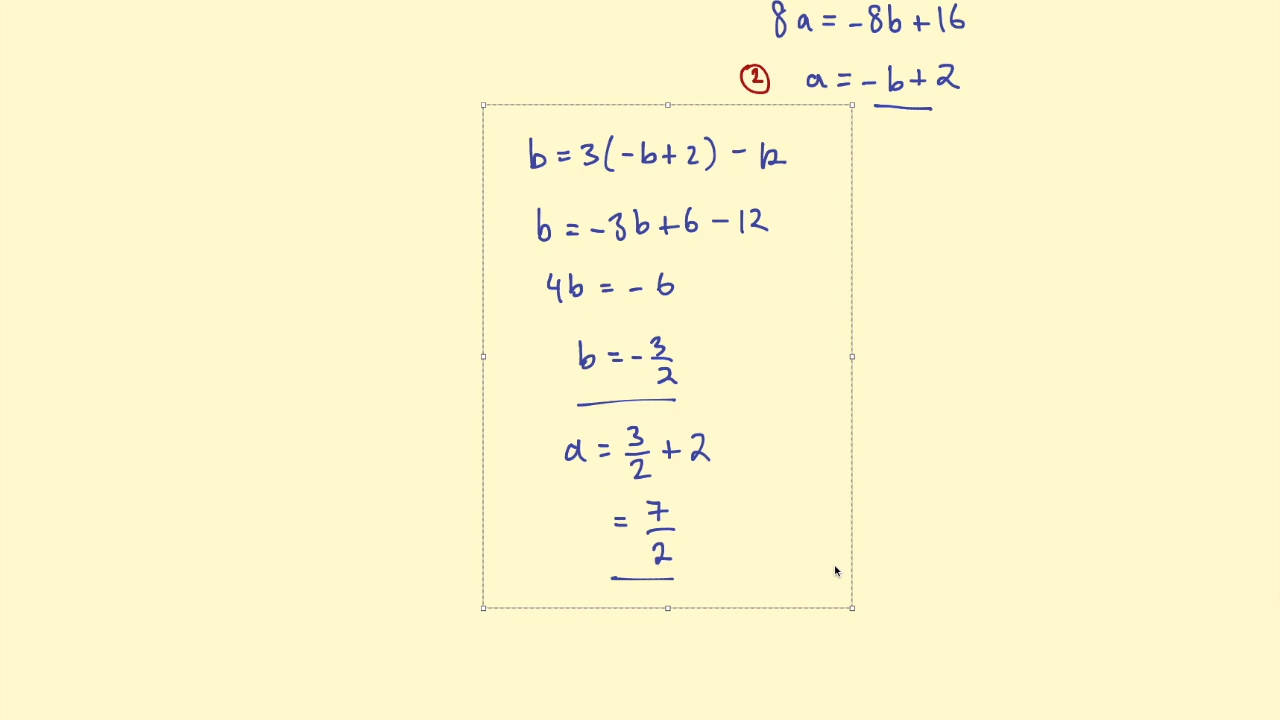 8a = -8b + 16
② a = -b + 2
b = 3(-b + 2) - 12
b = -3b + 6 - 12
4b = - 6
b = - 3/2
a = 3/2 + 2
= 7/2